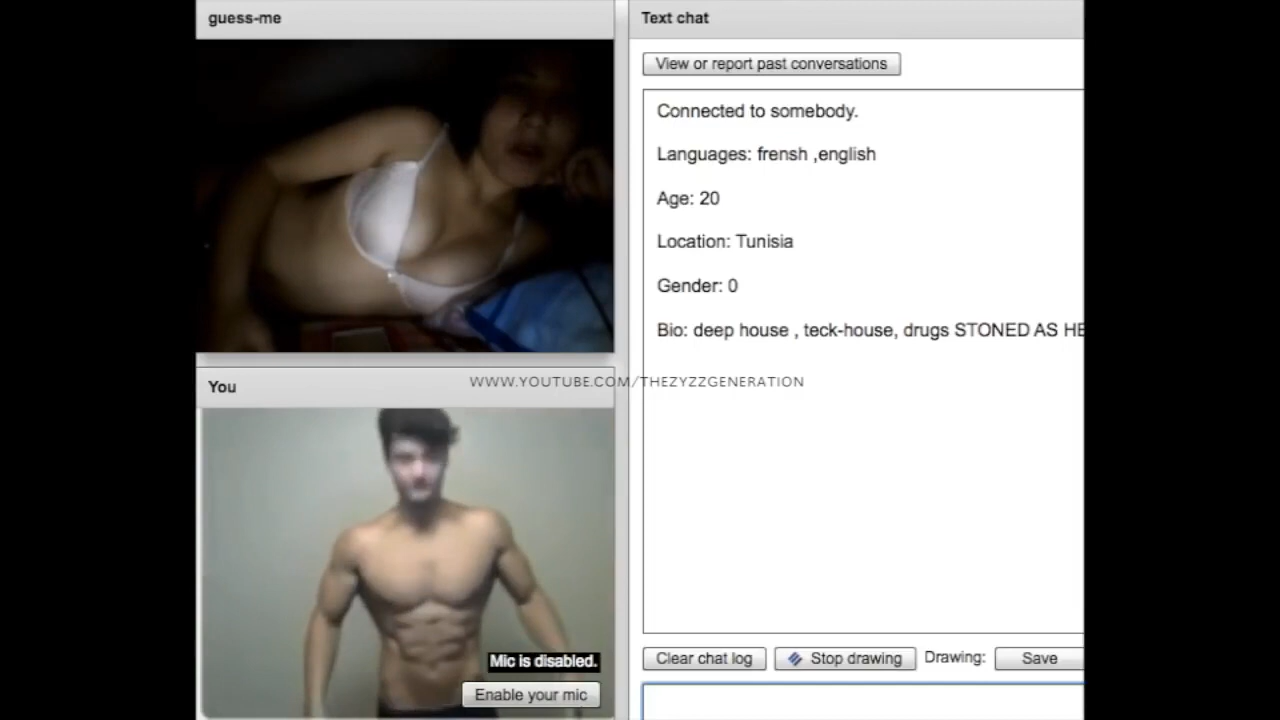 guess-me
Text chat
View or report past conversations
Connected to somebody.
Languages: frensh ,english
Age: 20
Location: Tunisia
Gender: 0
Bio: deep house , teck-house, drugs STONED AS HE
You
WWW.YOUTUBE.COM/THEZYZZGENERATION
Mic is disabled.
Enable your mic
Clear chat log
Stop drawing
Drawing:
Save